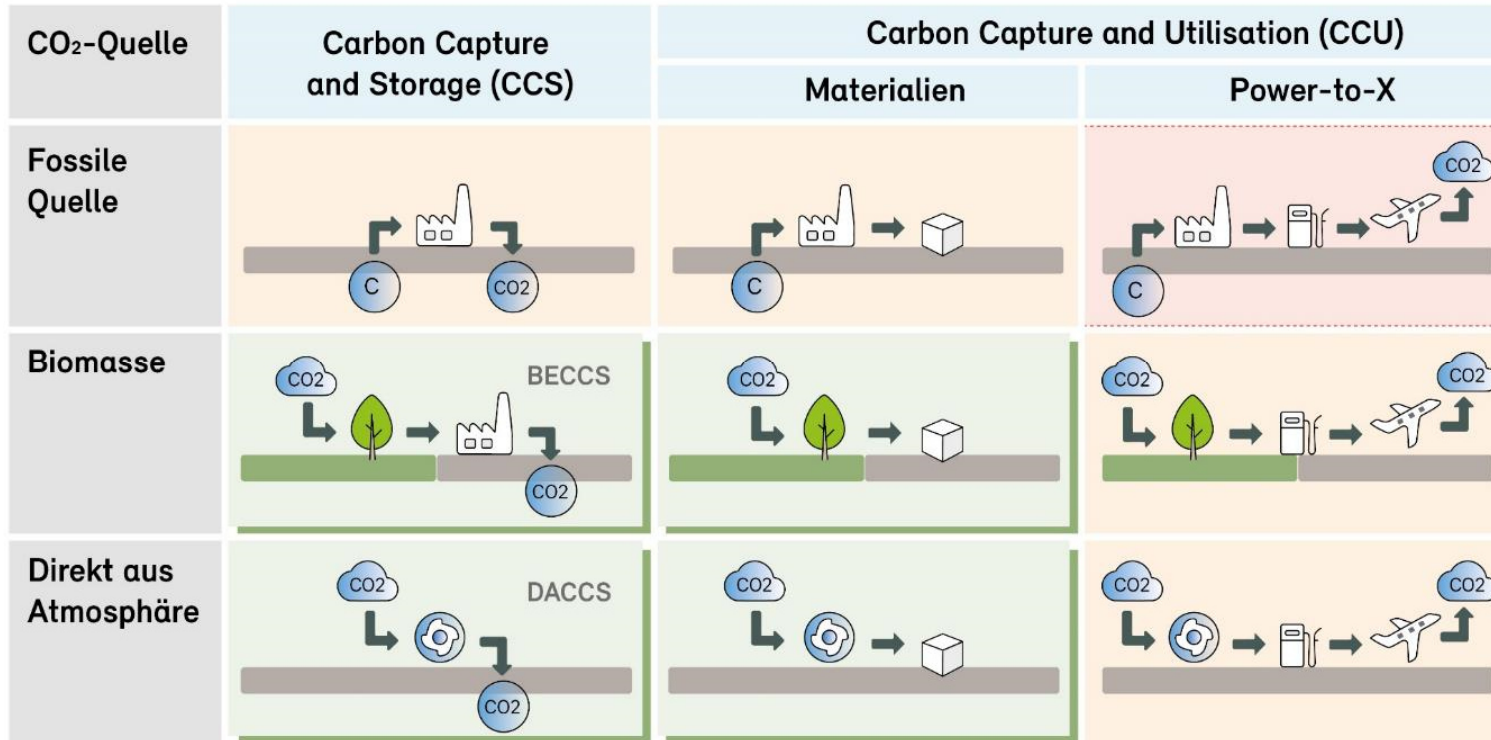 CO₂-Quelle
Carbon Capture
and Storage (CCS)
Carbon Capture and Utilisation (CCU)
Materialien
Power-to-X
Fossile
Quelle
C
CO2
C
C
CO2
Biomasse
CO2
BECCS
CO2
CO2
CO2
CO2
Direkt aus
Atmosphäre
CO2
DACCS
CO2
CO2
CO2
CO2